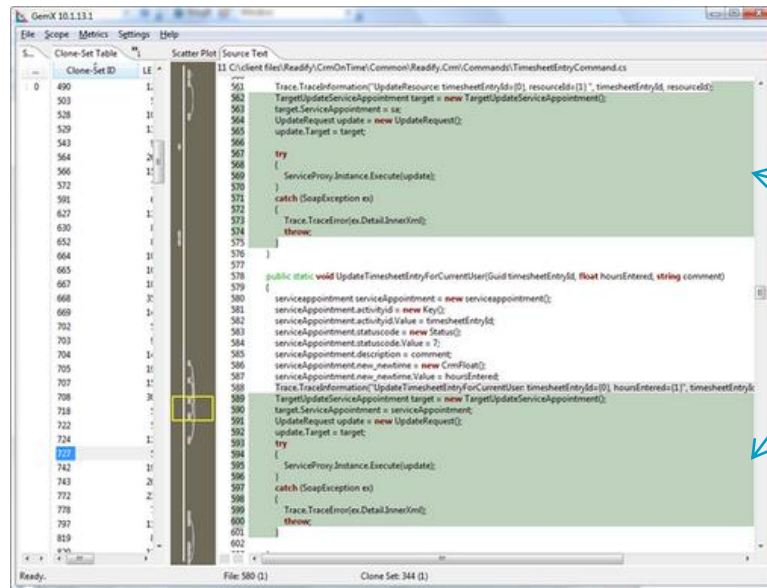 GemX 10.1.13.1
File Scope Metrics Settings Help
S... Clone-Set Table Scatter Plot Source Text
... Clone-Set ID LE
11 C:\client files\Readify\CrmOnTime\Common\Readify.Crm\Commands\TimesheetEntryCommand.cs
0 490
503
528
529
543
564
566
572
591
627
630
652
664
665
667
668
669
702
703
704
705
707
708
718
722
724
727
742
743
772
778
797
819
561 Trace.TraceInformation("UpdateResource: timesheetEntryId={0}, resourceId={1} ", timesheetEntryId, resourceId);
562 TargetUpdateServiceAppointment target = new TargetUpdateServiceAppointment();
563 target.ServiceAppointment = sa;
564 UpdateRequest update = new UpdateRequest();
565 update.Target = target;
566
567 try
568 {
569 ServiceProxy.Instance.Execute(update);
570 }
571 catch (SoapException ex)
572 {
573 Trace.TraceError(ex.Detail.InnerXml);
574 throw;
575 }
576 }
577
578 public static void UpdateTimesheetEntryForCurrentUser(Guid timesheetEntryId, float hoursEntered, string comment)
579 {
580 serviceappointment serviceAppointment = new serviceappointment();
581 serviceAppointment.activityid = new Key();
582 serviceAppointment.activityid.Value = timesheetEntryId;
583 serviceAppointment.statuscode = new Status();
584 serviceAppointment.statuscode.Value = 7;
585 serviceAppointment.description = comment;
586 serviceAppointment.new_newtime = new CrmFloat();
587 serviceAppointment.new_newtime.Value = hoursEntered;
588 Trace.TraceInformation("UpdateTimesheetEntryForCurrentUser: timesheetEntryId={0}, hoursEntered={1}", timesheetEntryId
589 TargetUpdateServiceAppointment target = new TargetUpdateServiceAppointment();
590 target.ServiceAppointment = serviceAppointment;
591 UpdateRequest update = new UpdateRequest();
592 update.Target = target;
593 try
594 {
595 ServiceProxy.Instance.Execute(update);
596 }
597 catch (SoapException ex)
598 {
599 Trace.TraceError(ex.Detail.InnerXml);
600 throw;
601 }
602
Ready. File: 580 (1) Clone Set: 344 (1)